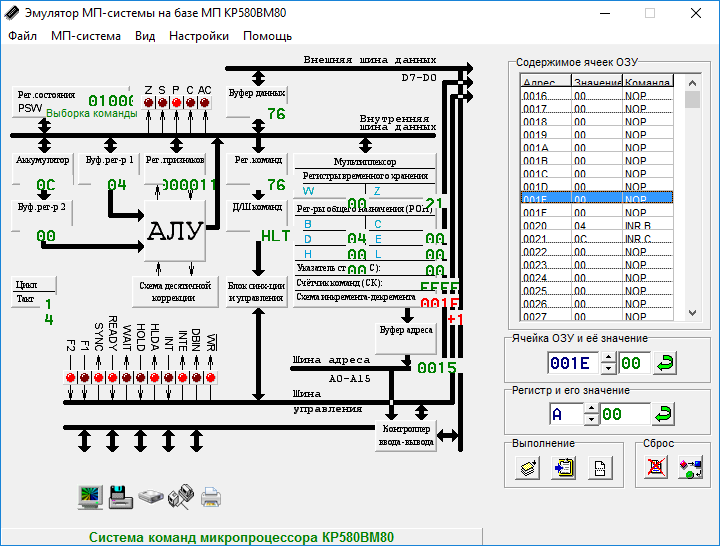 Эмулятор МП-системы на базе МП КР580ВМ80
Файл МП-система Вид Настройки Помощь
Внешняя шина данных
D7-D0
Z S P C AC
Рег.состояния
PSW
01000
Выборка команды
Буфер данных
76
Внутренняя
шина данных
Аккумулятор
0C
Буф.рег-р 1
04
Рег.признаков
000011
Рег.команд
76
Мультиплексор
Регистры временного хранения
W Z
00 21
Буф.рег-р 2
00
АЛУ
Д/Ш команд
HLT
Рег-ры общего назначения (РОН)
B C
D 04 E 00
H 00 L 00
Указатель ст
С): 00
Счётчик команд (СК):
FFFF
Схема инкремента-декремента
001F
+1
Цикл
Такт
1
4
Схема десятичной
коррекции
Блок синх-ции
и управления
Буфер адреса
0015
F2 F1 SYNC READY WAIT HOLD HLDA INT INTE DBIN WR
Шина адреса
A0-A15
Шина
управления
Контроллер
ввода-вывода
Система команд микропроцессора КР580ВМ80
Содержимое ячеек ОЗУ
Адрес Значение Команда
0016 00 NOP
0017 00 NOP
0018 00 NOP
0019 00 NOP
001A 00 NOP
001B 00 NOP
001C 00 NOP
001D 00 NOP
001E 00 NOP
001F 00 NOP
0020 04 INR B
0021 0C INR C
0022 00 NOP
0023 00 NOP
0024 00 NOP
0025 00 NOP
0026 00 NOP
0027 00 NOP
Ячейка ОЗУ и её значение
001E 00
Регистр и его значение
A 00
Выполнение
Сброс